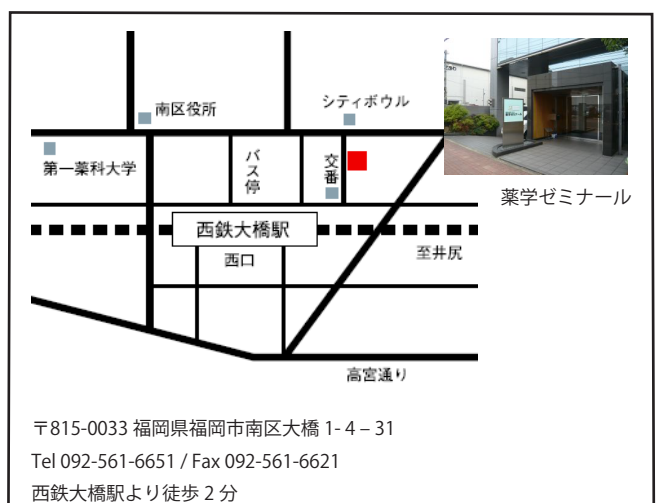 南区役所
シティボウル
第一薬科大学
バス停
交番
薬学ゼミナール
西鉄大橋駅
西口
至井尻
高宮通り
〒815-0033 福岡県福岡市南区大橋 1- 4 – 31
Tel 092-561-6651 / Fax 092-561-6621
西鉄大橋駅より徒歩 2 分